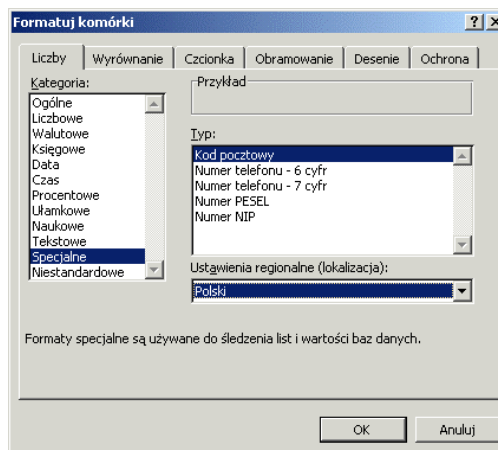 Formatuj komórki
Liczby Wyrównanie Czcionka Obramowanie Desenie Ochrona
Kategoria:
Ogólne
Liczbowe
Walutowe
Księgowe
Data
Czas
Procentowe
Ułamkowe
Naukowe
Tekstowe
Specjalne
Niestandardowe
Przykład
Typ:
Kod pocztowy
Numer telefonu - 6 cyfr
Numer telefonu - 7 cyfr
Numer PESEL
Numer NIP
Ustawienia regionalne (lokalizacja):
Polski
Formaty specjalne są używane do śledzenia list i wartości baz danych.
OK Anuluj